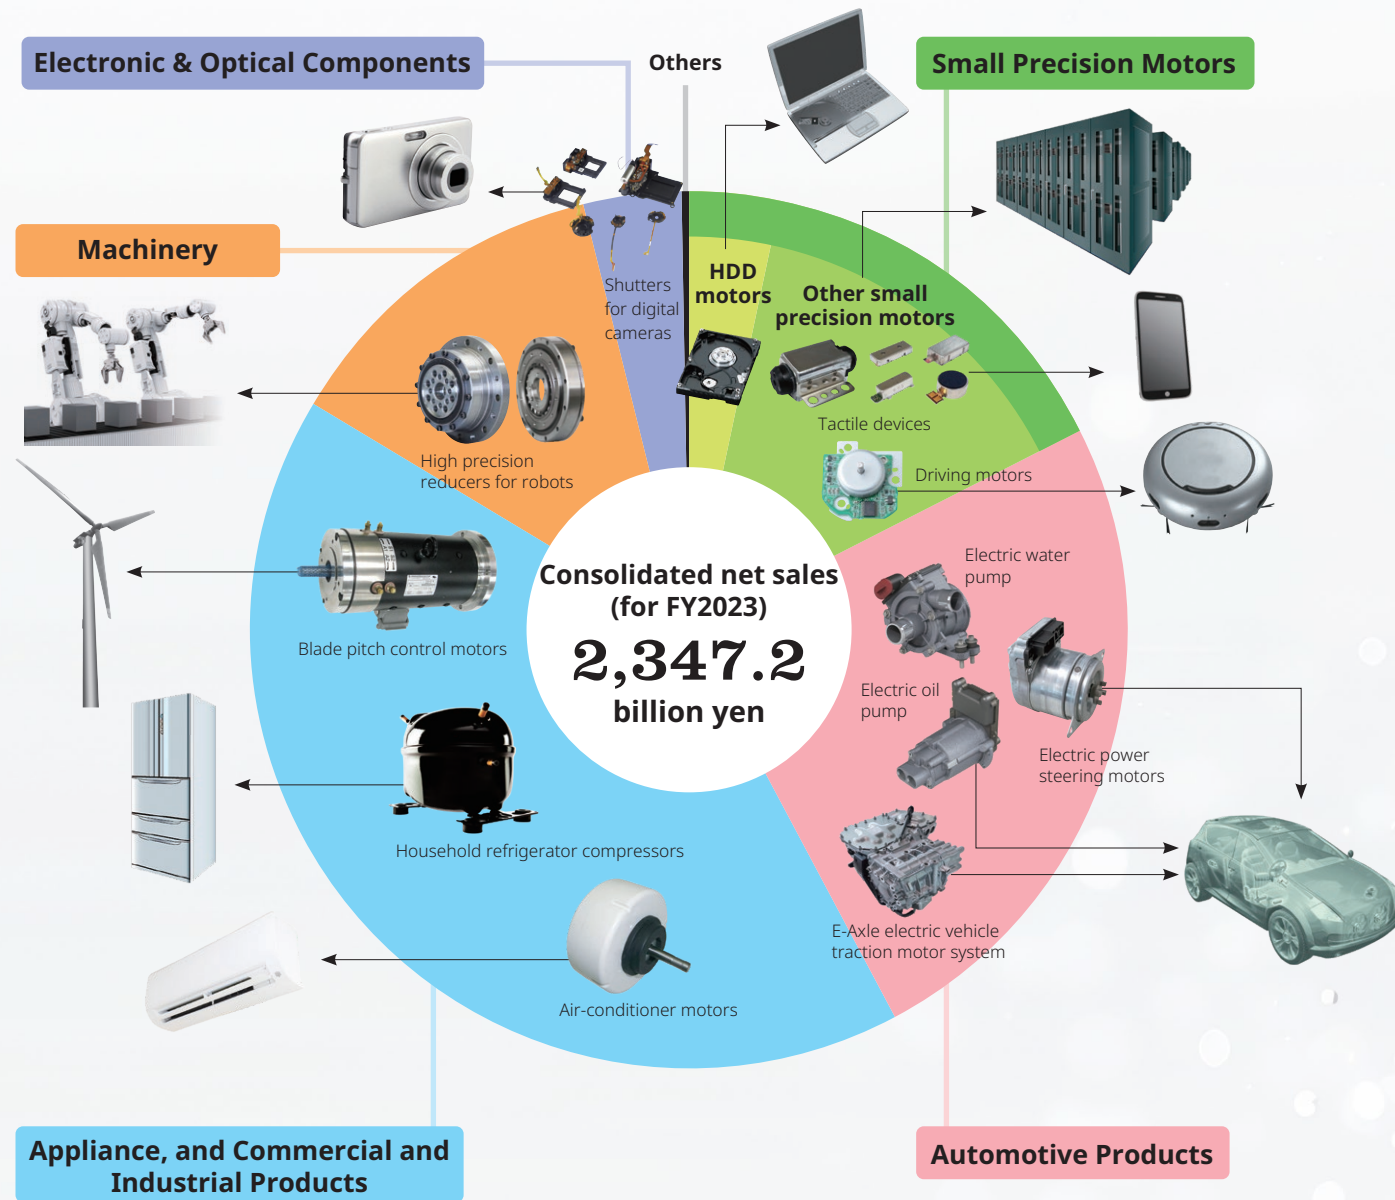 Electronic & Optical Components
Others
Small Precision Motors
Machinery
HDD
motors
Other small
precision motors
Shutters
for digital
cameras
Tactile devices
Driving motors
High precision
reducers for robots
Electric water
pump
Consolidated net sales
(for FY2023)
2,347.2
billion yen
Blade pitch control motors
Electric oil
pump
Electric power
steering motors
Household refrigerator compressors
E-Axle electric vehicle
traction motor system
Air-conditioner motors
Appliance, and Commercial and
Industrial Products
Automotive Products